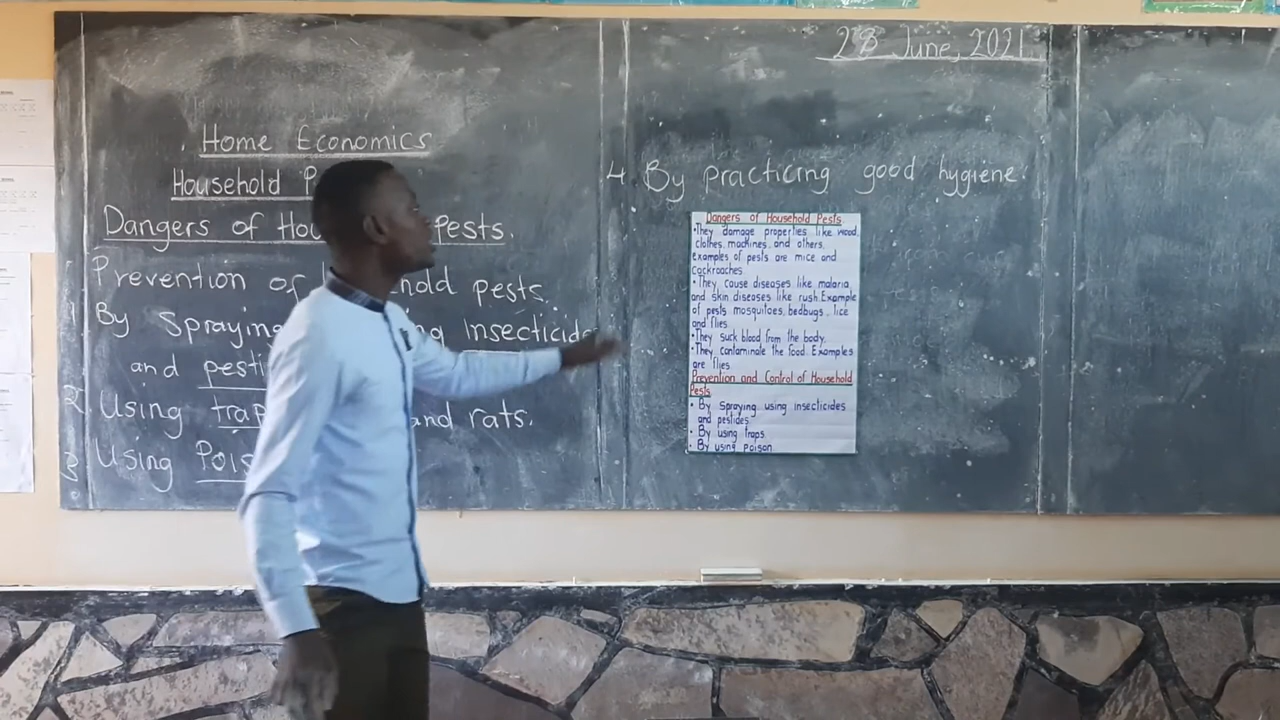 28 June, 2021
Home Economics
Household
Dangers of Pests.
Prevention of hold pests.
1. By Spraying insecticide
and
2. Using and rats.
3. Using
4. By practicing good hygiene.
Dangers of Household Pests
•They damage properties like wood,
clothes, machines, and others.
Examples of pests are mice and
Cockroaches
•They cause diseases like malaria
and skin diseases like rush. Example
of pests mosquitoes, bedbugs, lice
and flies
•They suck blood from the body.
•They contaminate the food. Examples
are flies
Prevention and Control of Household
Pests
• By Spraying using insecticides
and pestides.
• By using traps.
• By using poison